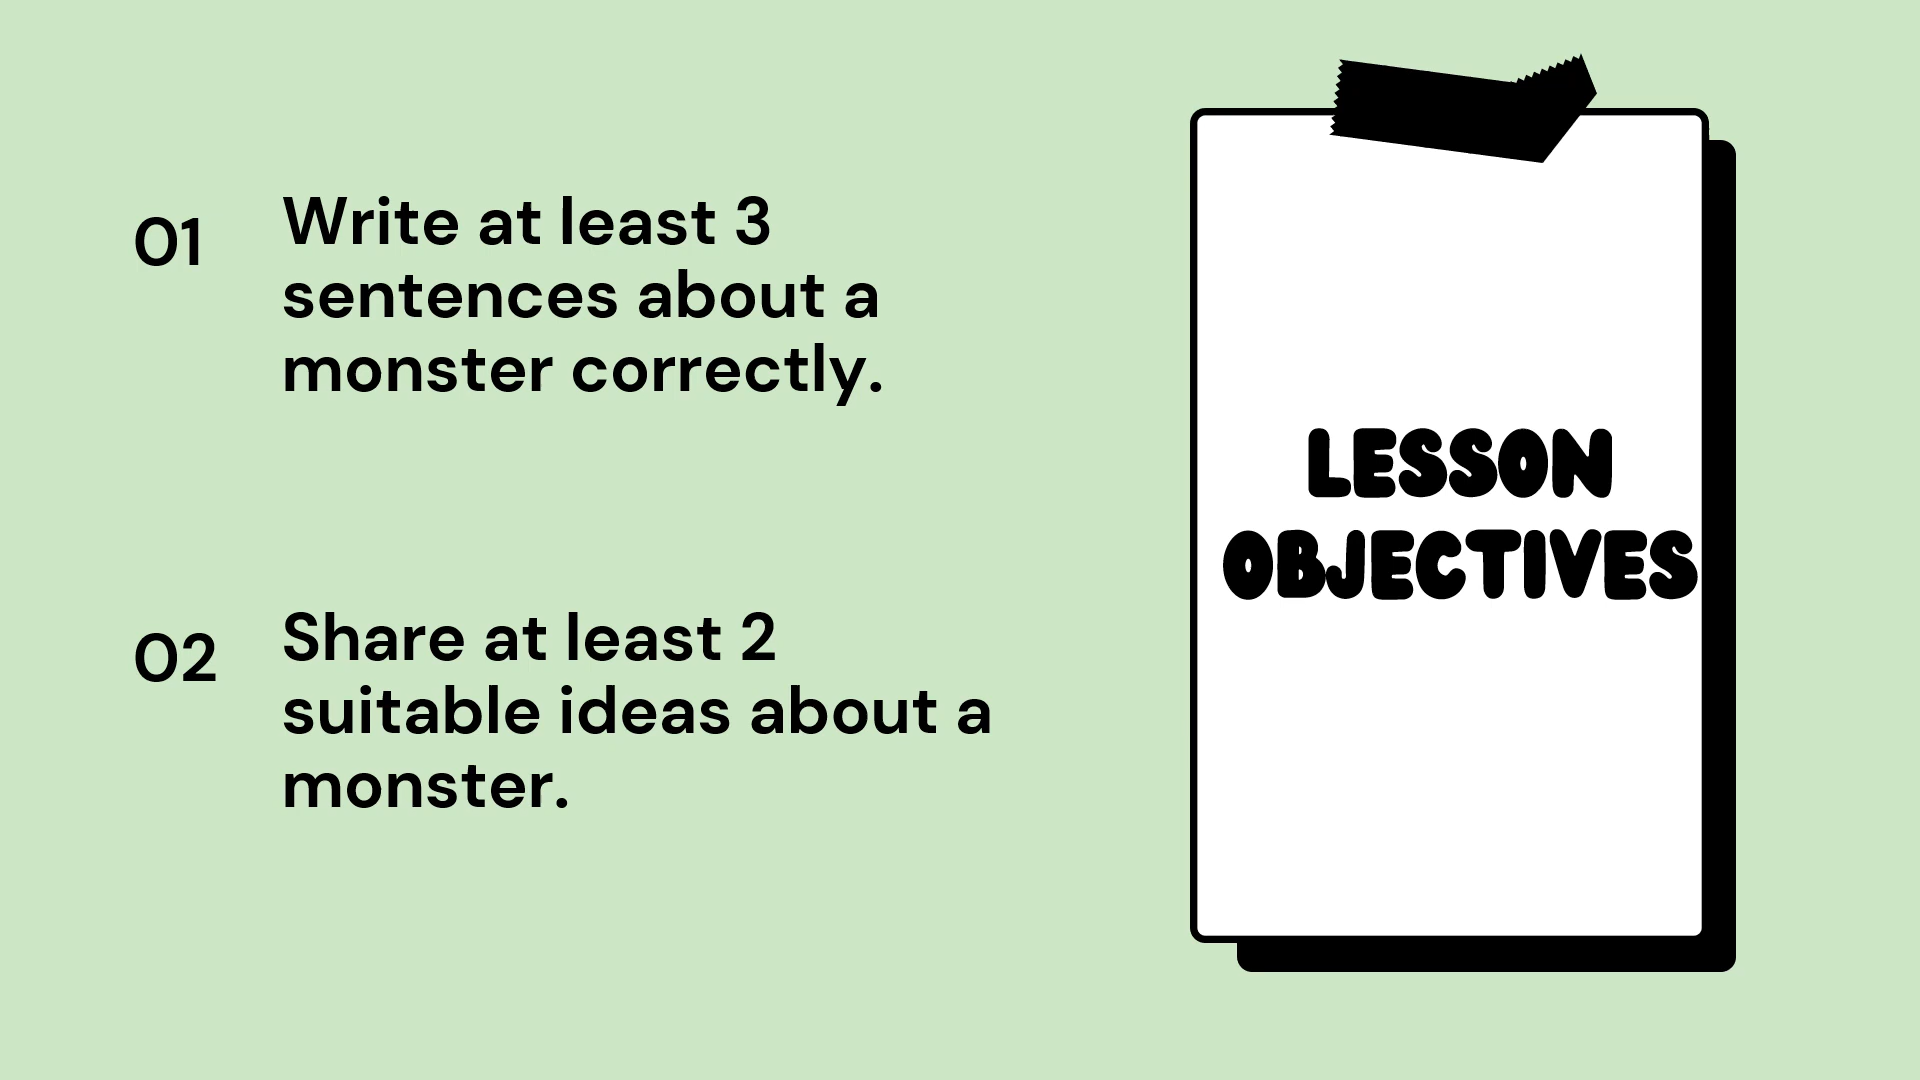 01
Write at least 3
sentences about a
monster correctly.
02
Share at least 2
suitable ideas about a
monster.
LESSON
OBJECTIVES